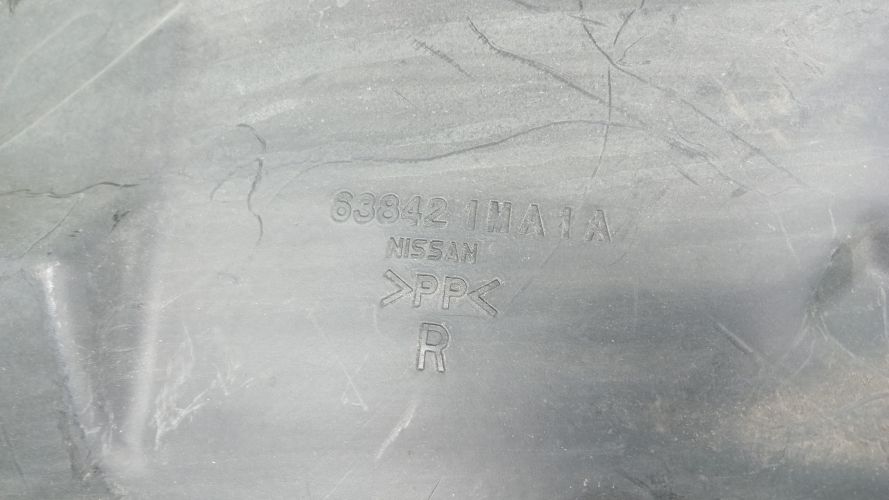 63842 1MA1A
NISSAN
>PP<
R